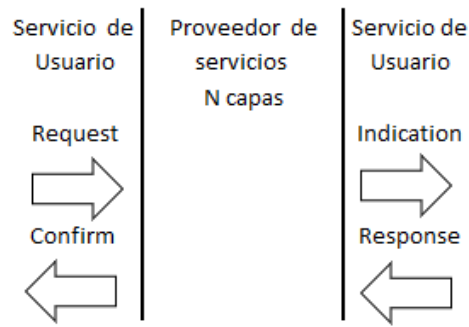 Servicio de
Usuario
Proveedor de
servicios
N capas
Servicio de
Usuario
Request
Indication
Confirm
Response